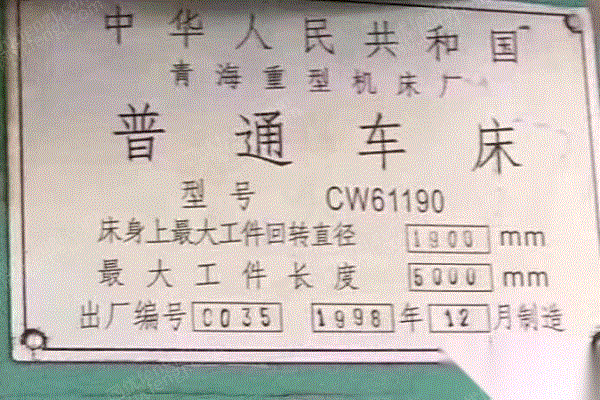 中华人民共和国
青海重型机床厂
普通车床
型号 CW61190
床身上最大工件回转直径 1900 mm
最大工件长度 5000 mm
出厂编号 C035 1998 年 12 月制造